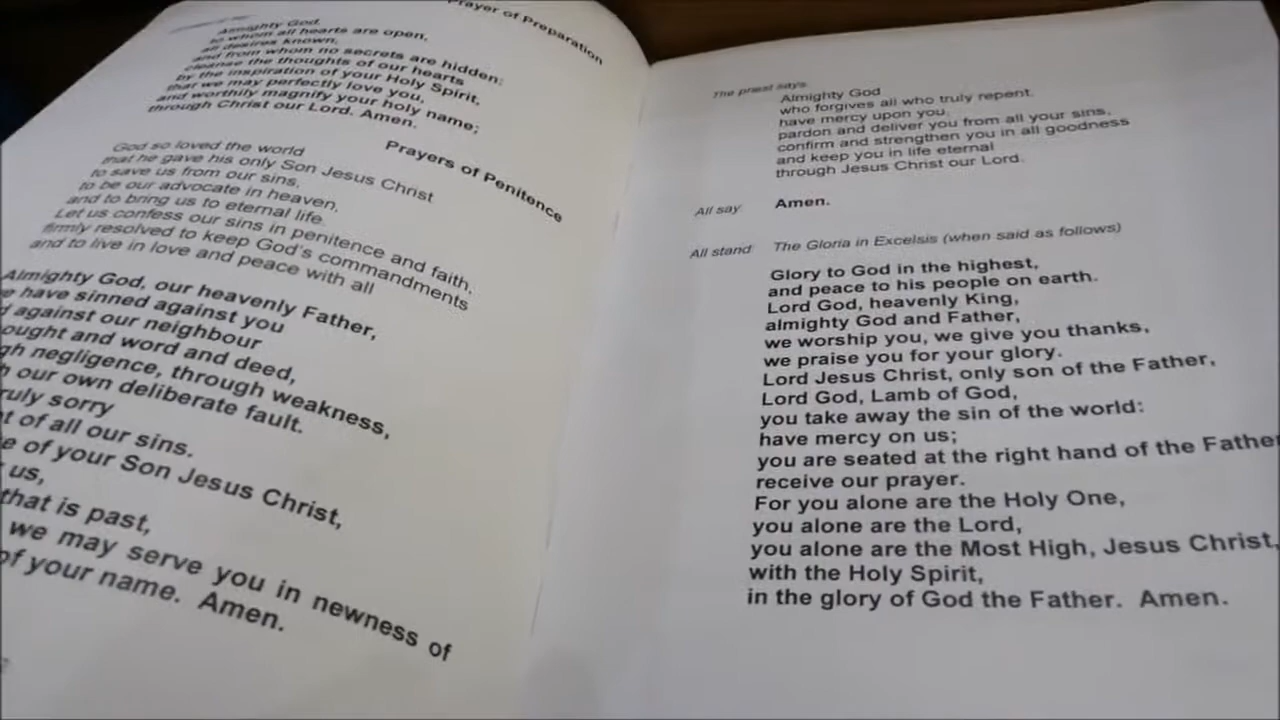 Prayer of Preparation
Almighty God,
to whom all hearts are open,
all desires known,
and from whom no secrets are hidden:
cleanse the thoughts of our hearts
by the inspiration of your Holy Spirit,
that we may perfectly love you,
and worthily magnify your holy name;
through Christ our Lord. Amen.
Prayers of Penitence
God so loved the world
that he gave his only Son Jesus Christ
to save us from our sins,
to be our advocate in heaven,
and to bring us to eternal life.
Let us confess our sins in penitence and faith,
firmly resolved to keep God's commandments
and to live in love and peace with all
Almighty God, our heavenly Father,
e have sinned against you
d against our neighbour
ought and word and deed,
gh negligence, through weakness,
h our own deliberate fault.
ruly sorry
t of all our sins.
e of your Son Jesus Christ,
us,
that is past,
we may serve you in newness of
of your name. Amen.
The priest says
Almighty God
who forgives all who truly repent,
have mercy upon you,
pardon and deliver you from all your sins,
confirm and strengthen you in all goodness
and keep you in life eternal
through Jesus Christ our Lord.
All say: Amen.
All stand: The Gloria in Excelsis (when said as follows)
Glory to God in the highest,
and peace to his people on earth.
Lord God, heavenly King,
almighty God and Father,
we worship you, we give you thanks,
we praise you for your glory.
Lord Jesus Christ, only son of the Father,
Lord God, Lamb of God,
you take away the sin of the world:
have mercy on us;
you are seated at the right hand of the Father
receive our prayer.
For you alone are the Holy One,
you alone are the Lord,
you alone are the Most High, Jesus Christ,
with the Holy Spirit,
in the glory of God the Father. Amen.